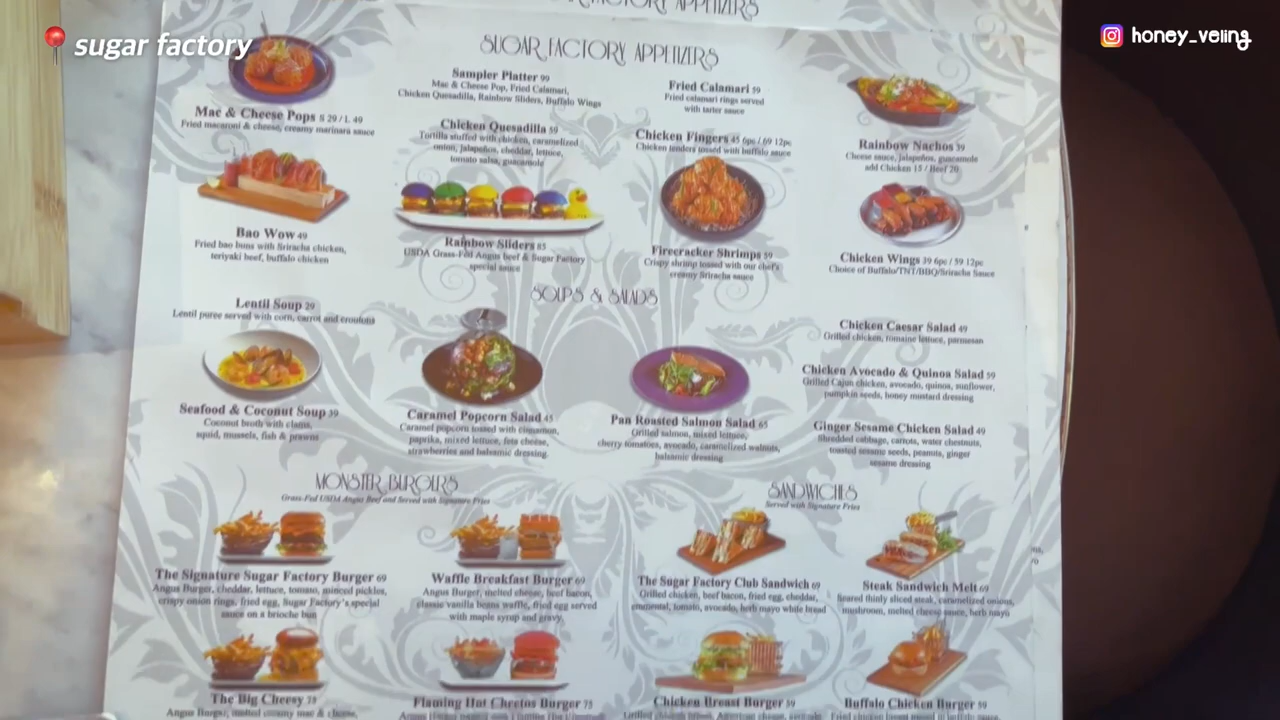 sugar factory
honey_veiing
FACTORY APPETIZERS
SUGAR FACTORY APPETIZERS
Mac & Cheese Pops S 29 / L 49
Fried macaroni & cheese, creamy marinara sauce
Sampler Platter 99
Mac & Cheese Pop, Fried Calamari,
Chicken Quesadilla, Rainbow Sliders, Buffalo Wings
Chicken Quesadilla 59
Tortilla stuffed with chicken, caramelized
onion, jalapeños, cheddar, lettuce,
tomato salsa, guacamole
Fried Calamari 59
Fried calamari rings served
with tarter sauce
Chicken Fingers 45 6pc / 69 12pc
Chicken tenders tossed with buffalo sauce
Rainbow Nachos 39
Cheese sauce, jalapeños, guacamole
add Chicken 15 / Beef 20
Bao Wow 49
Fried bao buns with Sriracha chicken,
teriyaki beef, buffalo chicken
Rainbow Sliders 85
USDA Grass-Fed Angus beef & Sugar Factory
special sauce
Firecracker Shrimps 59
Crispy shrimp tossed with our chef's
creamy Sriracha sauce
Chicken Wings 39 6pc / 59 12pc
Choice of Buffalo/TNT/BBQ/Sriracha Sauce
SOUPS & SALADS
Lentil Soup 29
Lentil puree served with corn, carrot and croutons
Seafood & Coconut Soup 39
Coconut broth with clams,
squid, mussels, fish & prawns
Caramel Popcorn Salad 45
Caramel popcorn tossed with cinnamon,
paprika, mixed lettuce, feta cheese,
strawberries and balsamic dressing.
Pan Roasted Salmon Salad 65
Grilled salmon, mixed lettuce,
cherry tomatoes, avocado, caramelized walnuts,
balsamic dressing
Chicken Caesar Salad 49
Grilled chicken, romaine lettuce, parmesan
Chicken Avocado & Quinoa Salad 59
Grilled Cajun chicken, avocado, quinoa, sunflower,
pumpkin seeds, honey mustard dressing
Ginger Sesame Chicken Salad 49
Shredded cabbage, carrots, water chestnuts,
toasted sesame seeds, peanuts, ginger
sesame dressing
MONSTER BURGERS
Grass-Fed USDA Angus Beef and Served with Signature Fries
The Signature Sugar Factory Burger 69
Angus Burger, cheddar, lettuce, tomato, minced pickles,
crispy onion rings, fried egg, Sugar Factory's special
sauce on a brioche bun
Waffle Breakfast Burger 69
Angus Burger, melted cheese, beef bacon,
classic vanilla beans waffle, fried egg served
with maple syrup and gravy.
SANDWICHES
Served with Signature Fries
The Sugar Factory Club Sandwich 69
Grilled chicken, beef bacon, fried egg, cheddar,
emmental, tomato, avocado, herb mayo white bread
Steak Sandwich Melt 69
Seared thinly sliced steak, caramelized onions,
mushroom, melted cheese sauce, herb mayo
The Big Cheesy 75
Angus Burger, melted creamy mac & cheese,
Flaming Hot Cheetos Burger 75
Chicken Breast Burger 59
Buffalo Chicken Burger 59